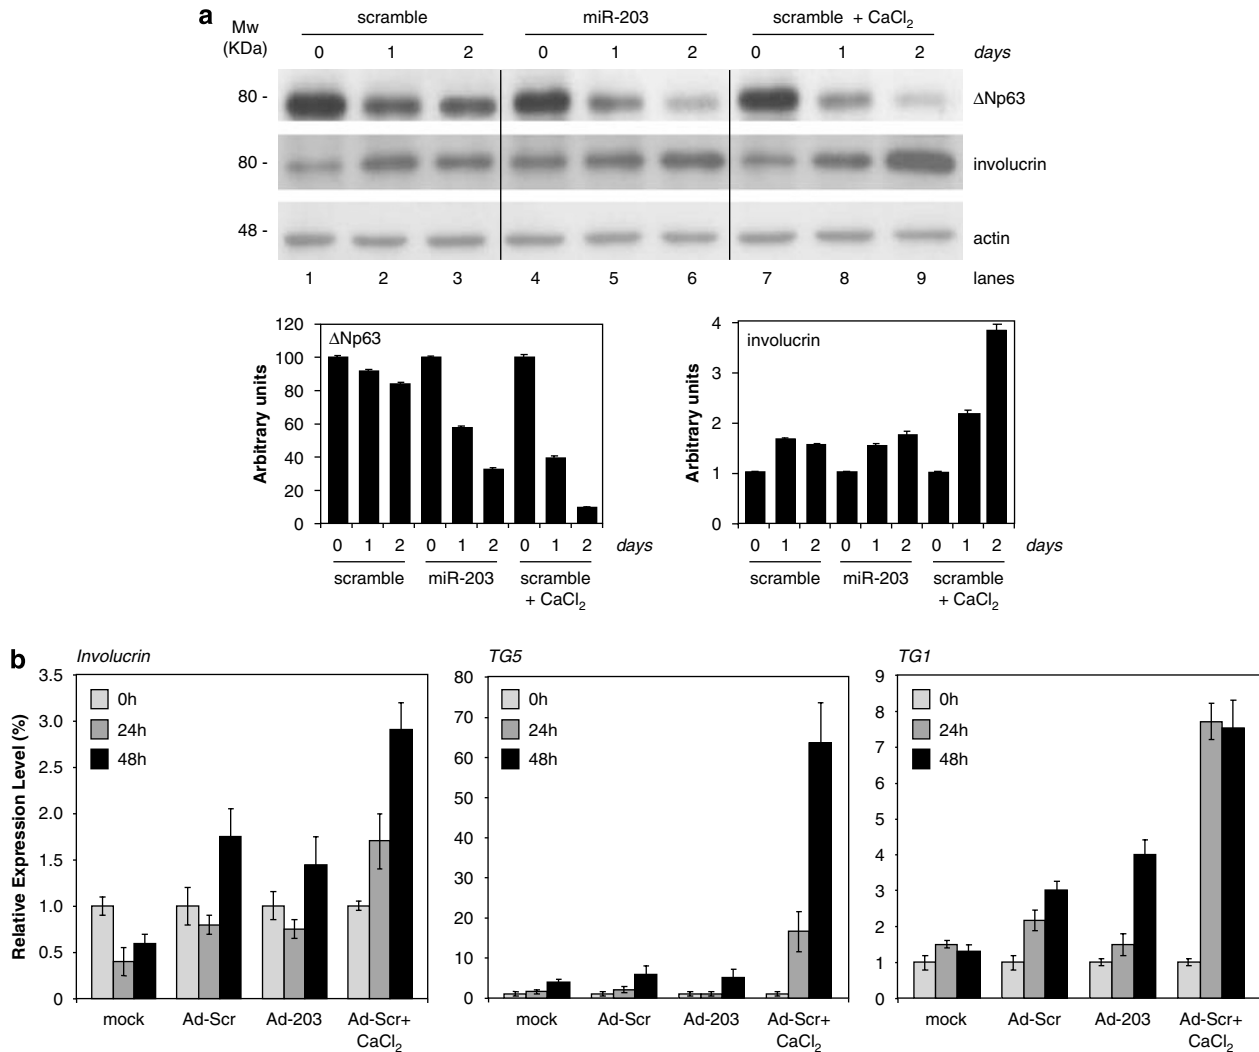 a
Mw
(KDa)
scramble miR-203 scramble + CaCl2
0 1 2 0 1 2 0 1 2 days
80 - ΔNp63
80 - involucrin
48 - actin
1 2 3 4 5 6 7 8 9 lanes
ΔNp63
Arbitrary units
120
100
80
60
40
20
0
0 1 2 0 1 2 0 1 2 days
scramble miR-203 scramble
+ CaCl2
involucrin
Arbitrary units
4
3
2
1
0
0 1 2 0 1 2 0 1 2 days
scramble miR-203 scramble
+ CaCl2
b
Involucrin
Relative Expression Level (%)
3.5
3.0
2.5
2.0
1.5
1.0
0.5
0
0h
24h
48h
mock Ad-Scr Ad-203 Ad-Scr+
CaCl2
TG5
80
70
60
50
40
30
20
10
0
0h
24h
48h
mock Ad-Scr Ad-203 Ad-Scr+
CaCl2
TG1
9
8
7
6
5
4
3
2
1
0
0h
24h
48h
mock Ad-Scr Ad-203 Ad-Scr+
CaCl2